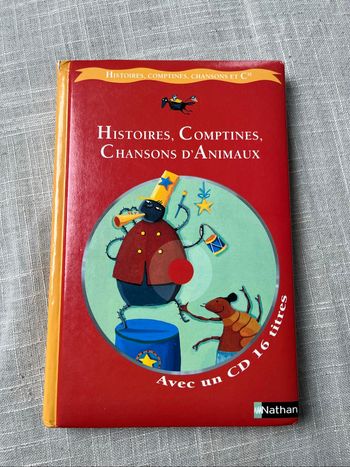 Histoires, comptines, chansons et Cie
Histoires, Comptines,
Chansons d'Animaux
Avec un CD 16 titres
Nathan